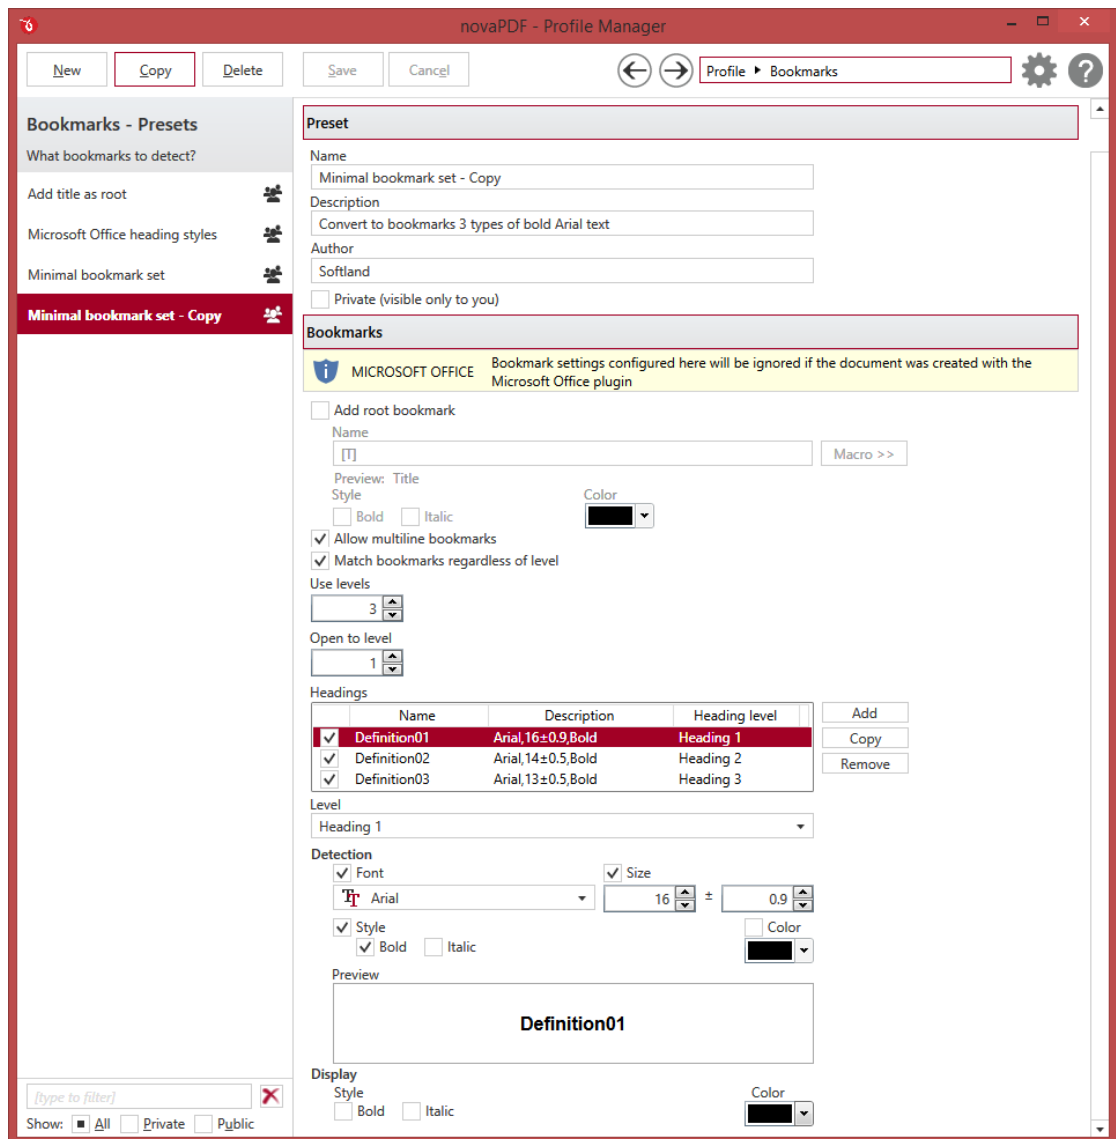 novaPDF - Profile Manager
New Copy Delete Save Cancel Profile Bookmarks
Bookmarks - Presets
What bookmarks to detect?
Add title as root
Microsoft Office heading styles
Minimal bookmark set
Minimal bookmark set - Copy
Preset
Name
Minimal bookmark set - Copy
Description
Convert to bookmarks 3 types of bold Arial text
Author
Softland
Private (visible only to you)
Bookmarks
MICROSOFT OFFICE
Bookmark settings configured here will be ignored if the document was created with the
Microsoft Office plugin
Add root bookmark
Name
[T] Macro >>
Preview: Title
Style Color
Bold Italic
Allow multiline bookmarks
Match bookmarks regardless of level
Use levels
3
Open to level
1
Headings
Name Description Heading level Add
Definition01 Arial,16±0.9,Bold Heading 1 Copy
Definition02 Arial,14±0.5,Bold Heading 2 Remove
Definition03 Arial,13±0.5,Bold Heading 3
Level
Heading 1
Detection
Font Size
Arial 16 ± 0.9
Style Color
Bold Italic
Preview
Definition01
Display
Style Color
Bold Italic
[type to filter]
Show: All Private Public